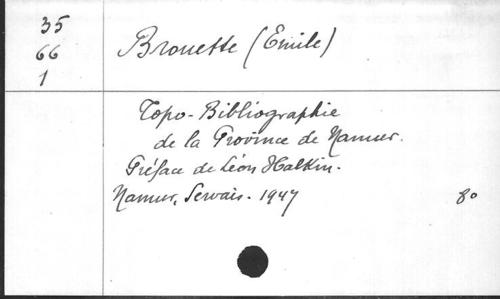 35
66
1
Brouette (Emile)
Topo-Bibliographie
de la Province de Namur.
Préface de Léon Halkin.
Namur, Servais. 1947
8o